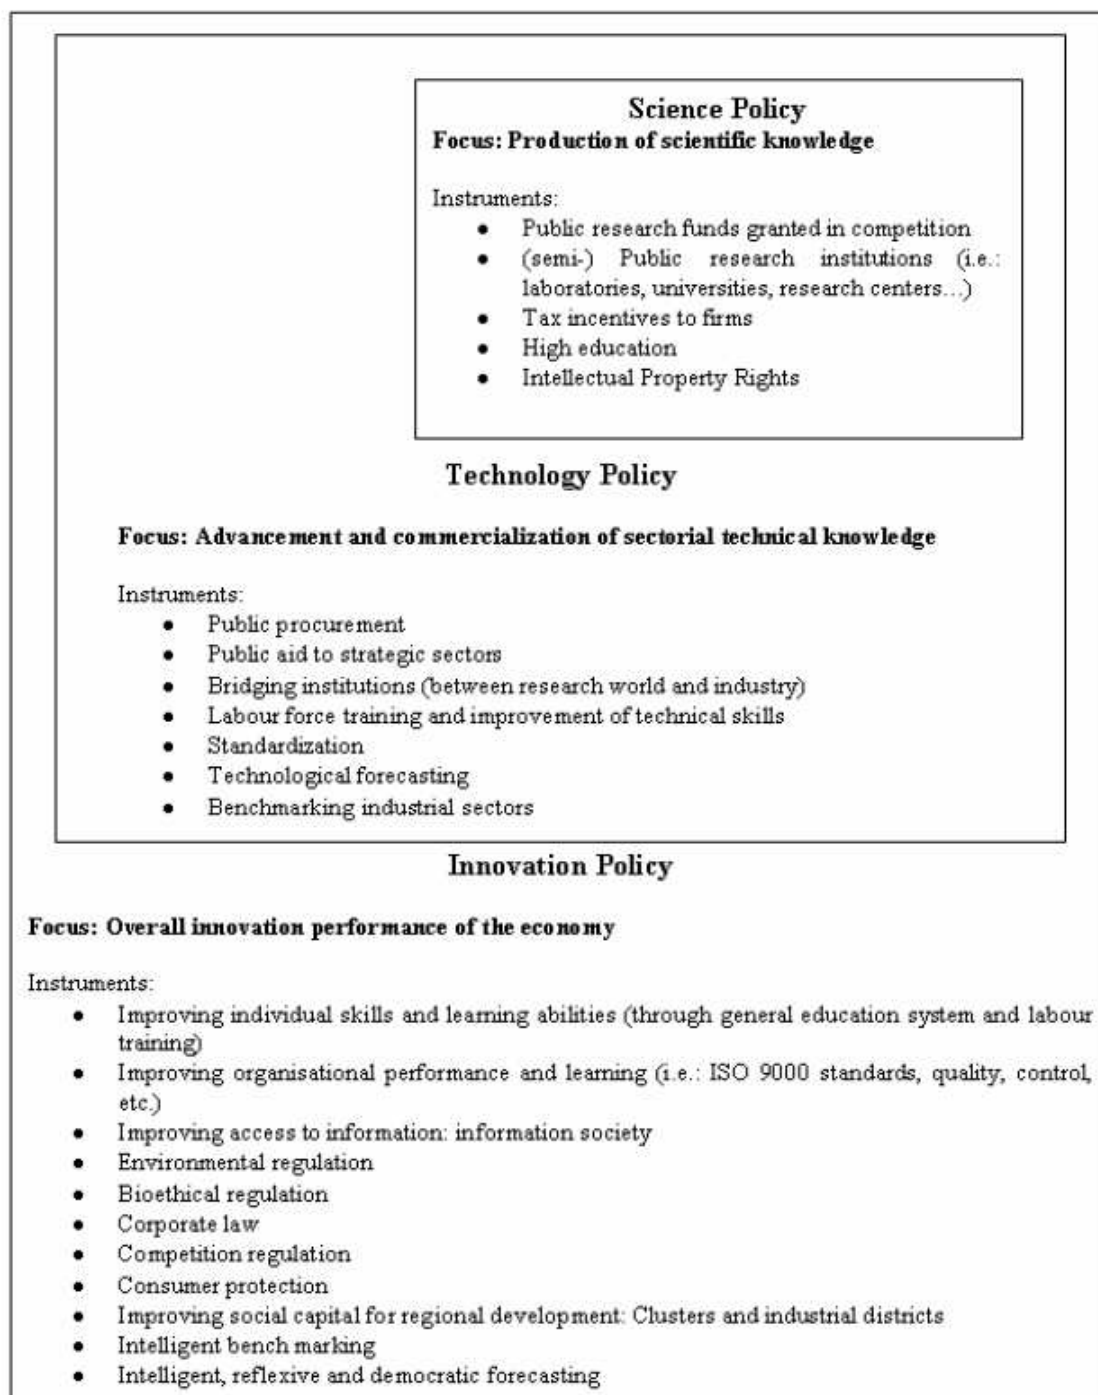 Science Policy
Focus: Production of scientific knowledge
Instruments:
● Public research funds granted in competition
● (semi-) Public research institutions (i.e.:
laboratories, universities, research centers...)
● Tax incentives to firms
● High education
● Intellectual Property Rights
Technology Policy
Focus: Advancement and commercialization of sectorial technical knowledge
Instruments:
● Public procurement
● Public aid to strategic sectors
● Bridging institutions (between research world and industry)
● Labour force training and improvement of technical skills
● Standardization
● Technological forecasting
● Benchmarking industrial sectors
Innovation Policy
Focus: Overall innovation performance of the economy
Instruments:
● Improving individual skills and learning abilities (through general education system and labour
training)
● Improving organisational performance and learning (i.e.: ISO 9000 standards, quality, control,
etc.)
● Improving access to information: information society
● Environmental regulation
● Bioethical regulation
● Corporate law
● Competition regulation
● Consumer protection
● Improving social capital for regional development: Clusters and industrial districts
● Intelligent bench marking
● Intelligent, reflexive and democratic forecasting